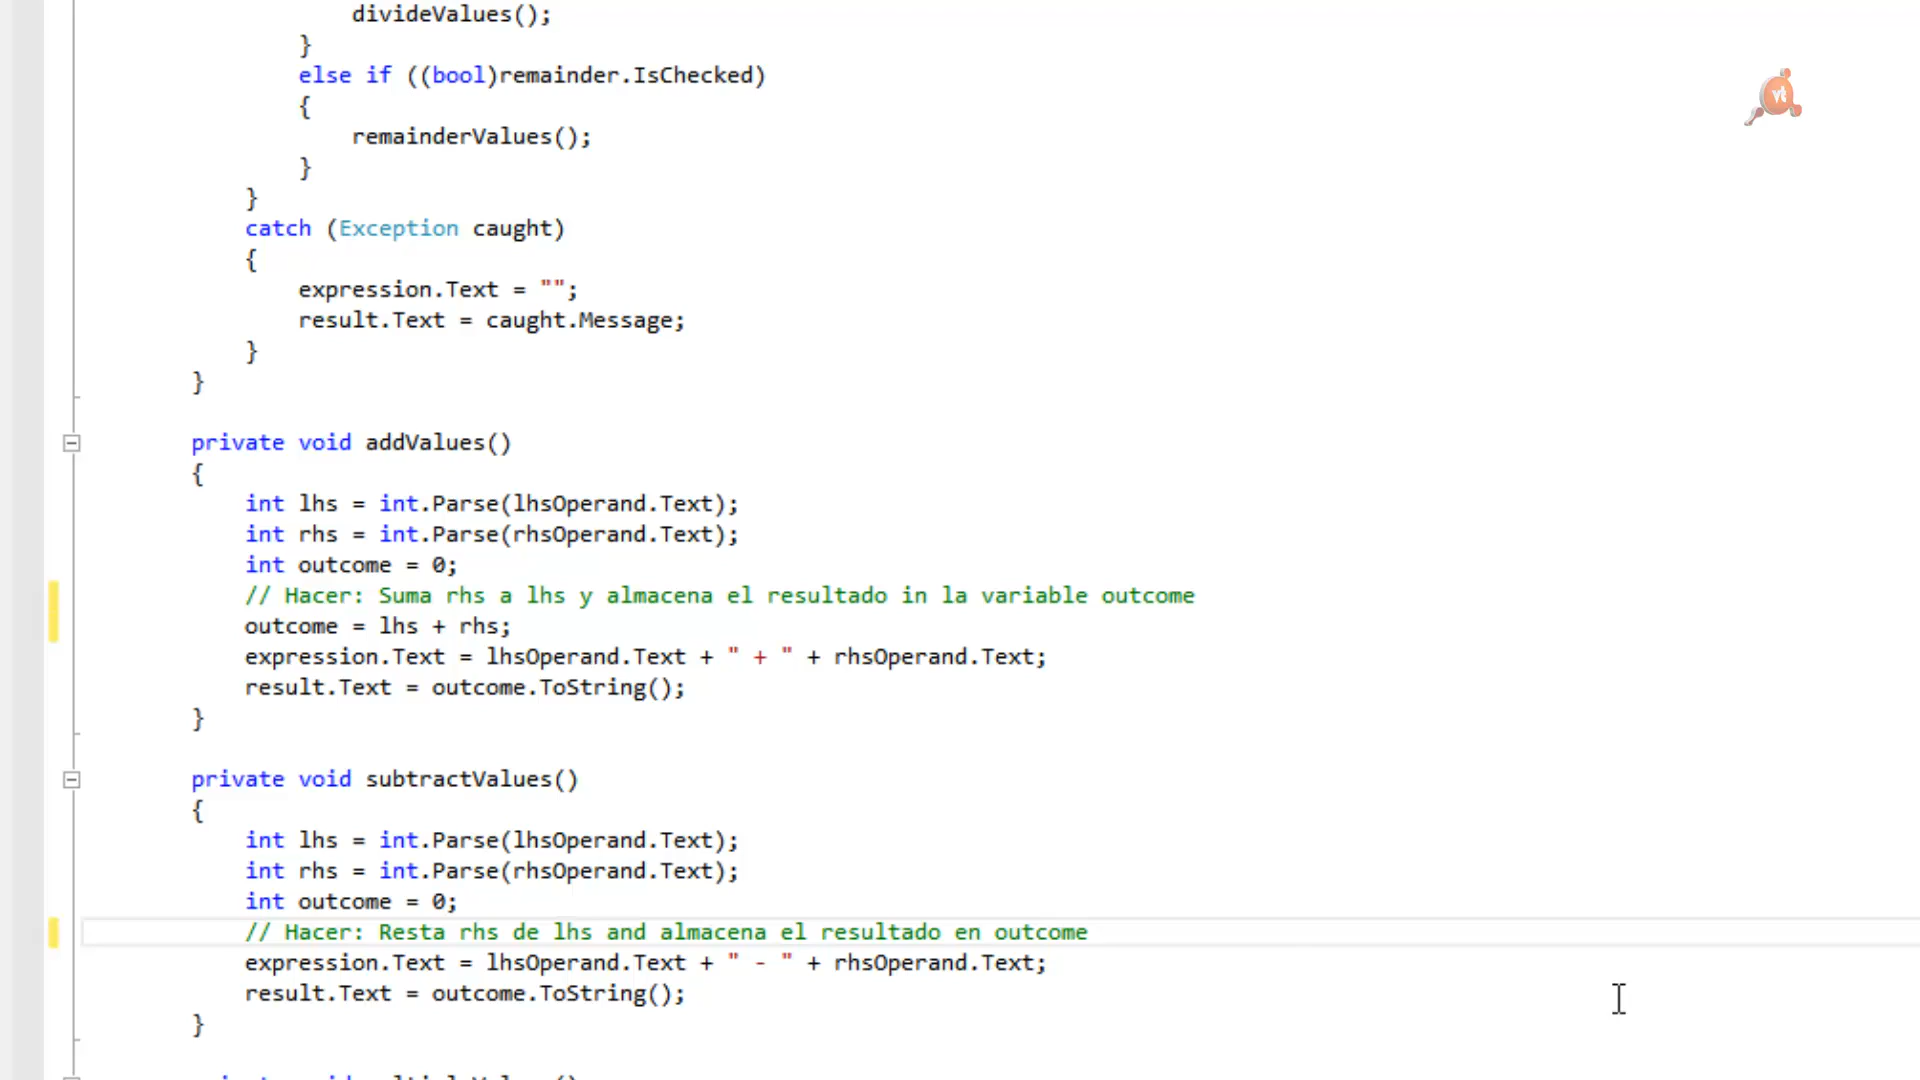 divideValues();
}
else if ((bool)remainder.IsChecked)
{
remainderValues();
}
}
catch (Exception caught)
{
expression.Text = "";
result.Text = caught.Message;
}
}
private void addValues()
{
int lhs = int.Parse(lhsOperand.Text);
int rhs = int.Parse(rhsOperand.Text);
int outcome = 0;
// Hacer: Suma rhs a lhs y almacena el resultado in la variable outcome
outcome = lhs + rhs;
expression.Text = lhsOperand.Text + " + " + rhsOperand.Text;
result.Text = outcome.ToString();
}
private void subtractValues()
{
int lhs = int.Parse(lhsOperand.Text);
int rhs = int.Parse(rhsOperand.Text);
int outcome = 0;
// Hacer: Resta rhs de lhs and almacena el resultado en outcome
expression.Text = lhsOperand.Text + " - " + rhsOperand.Text;
result.Text = outcome.ToString();
}
vt